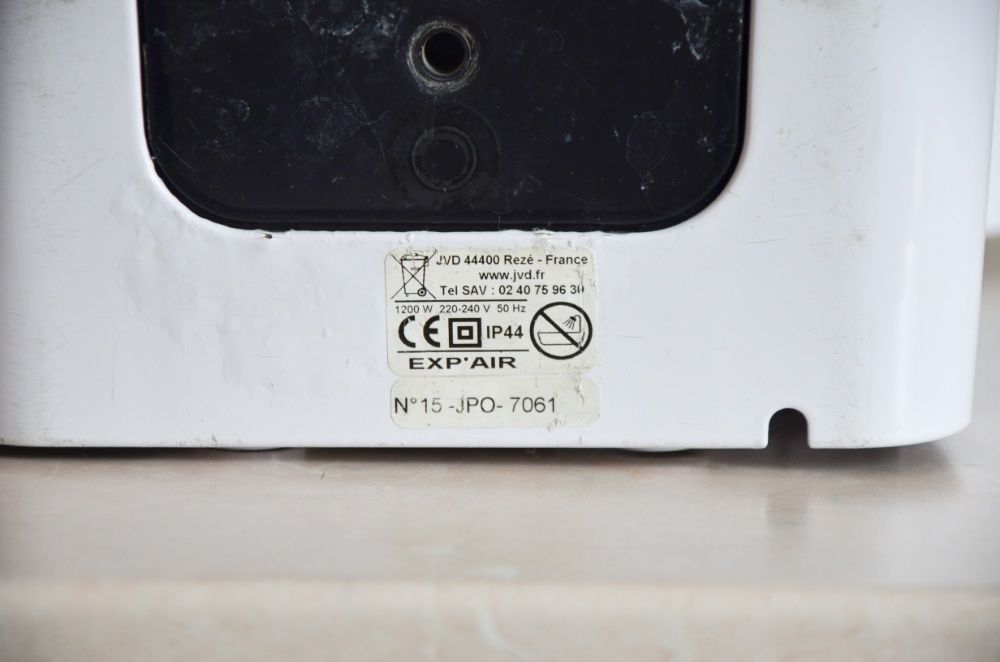 JVD 44400 Rezé - France
www.jvd.fr
Tel SAV : 02 40 75 96 30
1200 W 220-240 V 50 Hz
CE IP44
EXP'AIR
N°15 -JPO- 7061